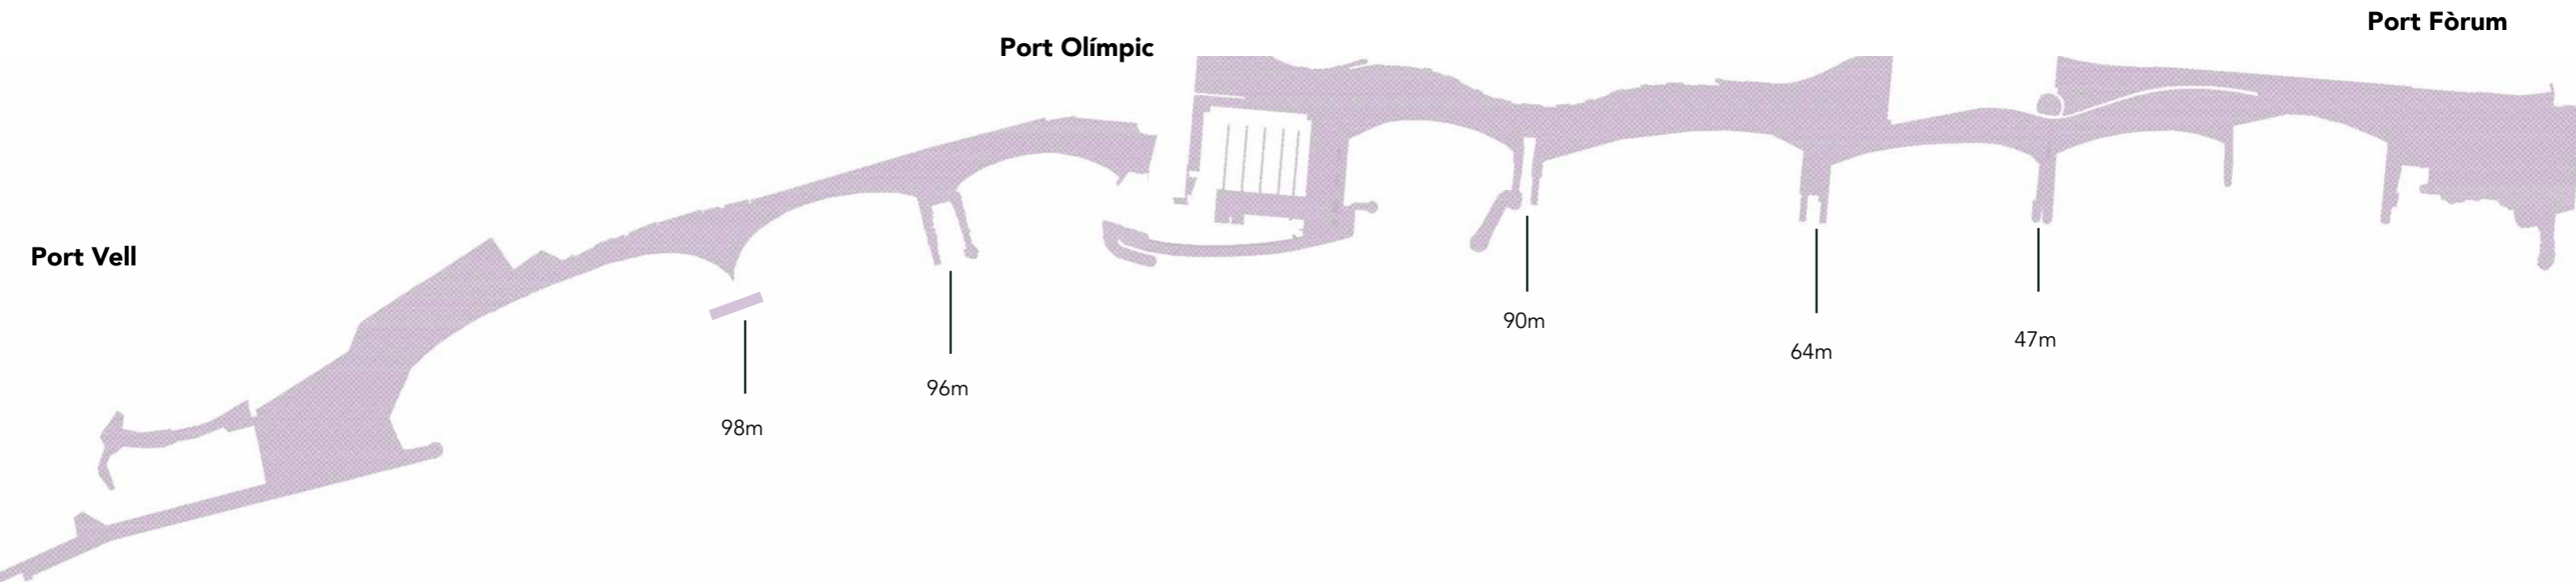 Port Fòrum
Port Olímpic
Port Vell
90m
47m
64m
96m
98m